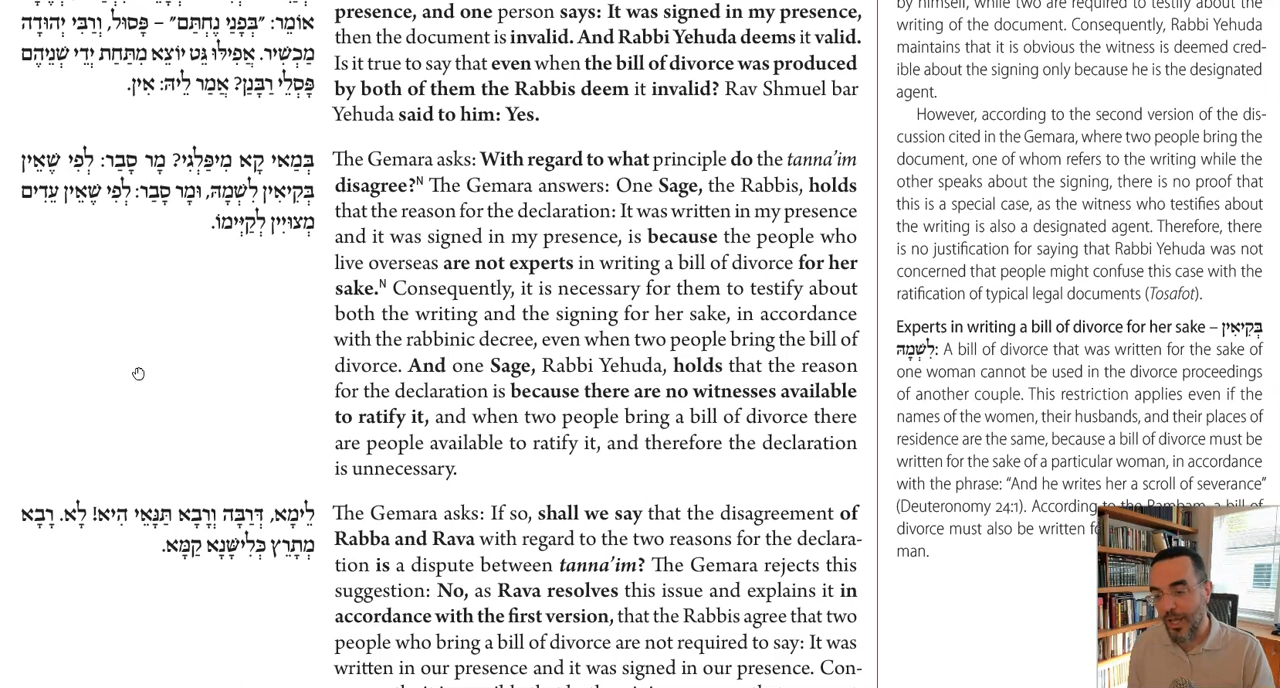 אוֹמֵר: ״בְּפָנַי נֶחְתַּם״ – פָּסוּל, וְרַבִּי יְהוּדָה
מַכְשִׁיר. אֲפִילּוּ גֵּט יוֹצֵא מִתַּחַת יְדֵי שְׁנֵיהֶם
פָּסְלִי רַבָּנַן? אֲמַר לֵיהּ: אִין.
בְּמַאי קָא מִיפַּלְגִי? מָר סָבַר: לְפִי שֶׁאֵין
בְּקִיאִין לִשְׁמָהּ, וּמָר סָבַר: לְפִי שֶׁאֵין עֵדִים
מְצוּיִין לְקַיְּימוֹ.
לֵימָא, דְּרַבָּה וְרָבָא תַּנָּאֵי הִיא! לָא. רָבָא
מְתָרֵץ כְּלִישָּׁנָא קַמָּא.
presence, and one person says: It was signed in my presence,
then the document is invalid. And Rabbi Yehuda deems it valid.
Is it true to say that even when the bill of divorce was produced
by both of them the Rabbis deem it invalid? Rav Shmuel bar
Yehuda said to him: Yes.
The Gemara asks: With regard to what principle do the tanna’im
disagree?N The Gemara answers: One Sage, the Rabbis, holds
that the reason for the declaration: It was written in my presence
and it was signed in my presence, is because the people who
live overseas are not experts in writing a bill of divorce for her
sake.N Consequently, it is necessary for them to testify about
both the writing and the signing for her sake, in accordance
with the rabbinic decree, even when two people bring the bill of
divorce. And one Sage, Rabbi Yehuda, holds that the reason
for the declaration is because there are no witnesses available
to ratify it, and when two people bring a bill of divorce there
are people available to ratify it, and therefore the declaration
is unnecessary.
The Gemara asks: If so, shall we say that the disagreement of
Rabba and Rava with regard to the two reasons for the declara-
tion is a dispute between tanna’im? The Gemara rejects this
suggestion: No, as Rava resolves this issue and explains it in
accordance with the first version, that the Rabbis agree that two
people who bring a bill of divorce are not required to say: It was
written in our presence and it was signed in our presence. Con-
by himself, while two are required to testify about the
writing of the document. Consequently, Rabbi Yehuda
maintains that it is obvious the witness is deemed cred-
ible about the signing only because he is the designated
agent.
However, according to the second version of the dis-
cussion cited in the Gemara, where two people bring the
document, one of whom refers to the writing while the
other speaks about the signing, there is no proof that
this is a special case, as the witness who testifies about
the writing is also a designated agent. Therefore, there
is no justification for saying that Rabbi Yehuda was not
concerned that people might confuse this case with the
ratification of typical legal documents (Tosafot).
Experts in writing a bill of divorce for her sake – בְּקִיאִין
לִשְׁמָהּ: A bill of divorce that was written for the sake of
one woman cannot be used in the divorce proceedings
of another couple. This restriction applies even if the
names of the women, their husbands, and their places of
residence are the same, because a bill of divorce must be
written for the sake of a particular woman, in accordance
with the phrase: “And he writes her a scroll of severance”
(Deuteronomy 24:1). According to the Rambam, a bill of
divorce must also be written
man.